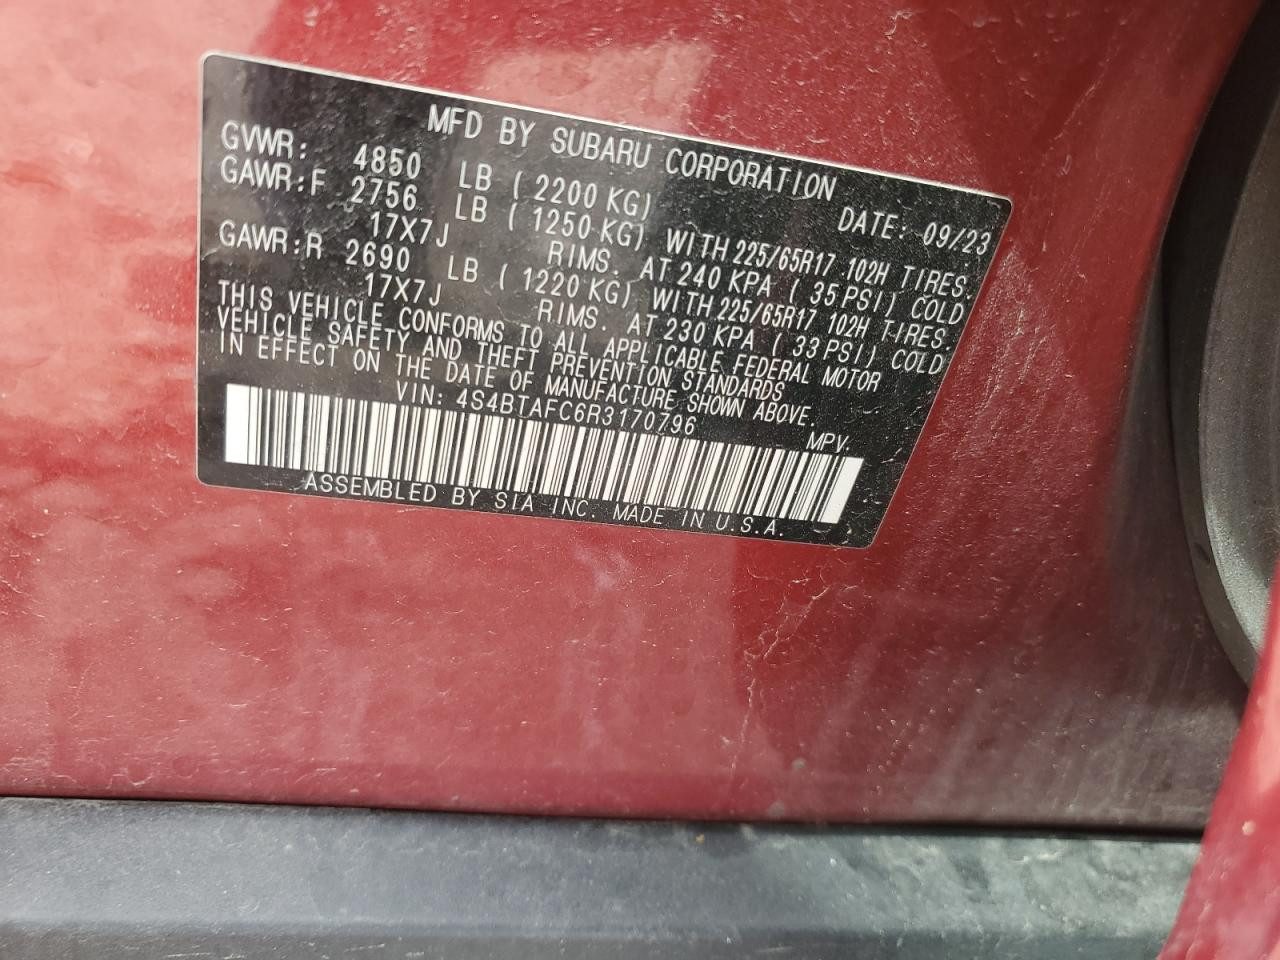 MFD BY SUBARU CORPORATION
DATE: 09/23
GVWR: 4850 LB ( 2200 KG)
GAWR:F 2756 LB ( 1250 KG) WITH 225/65R17 102H TIRES.
17X7J RIMS. AT 240 KPA ( 35 PSI) COLD
GAWR:R 2690 LB ( 1220 KG) WITH 225/65R17 102H TIRES.
17X7J RIMS. AT 230 KPA ( 33 PSI) COLD
THIS VEHICLE CONFORMS TO ALL APPLICABLE FEDERAL MOTOR
VEHICLE SAFETY AND THEFT PREVENTION STANDARDS
IN EFFECT ON THE DATE OF MANUFACTURE SHOWN ABOVE.
VIN: 4S4BTAFC6R3170796 MPV.
ASSEMBLED BY SIA INC. MADE IN U.S.A.